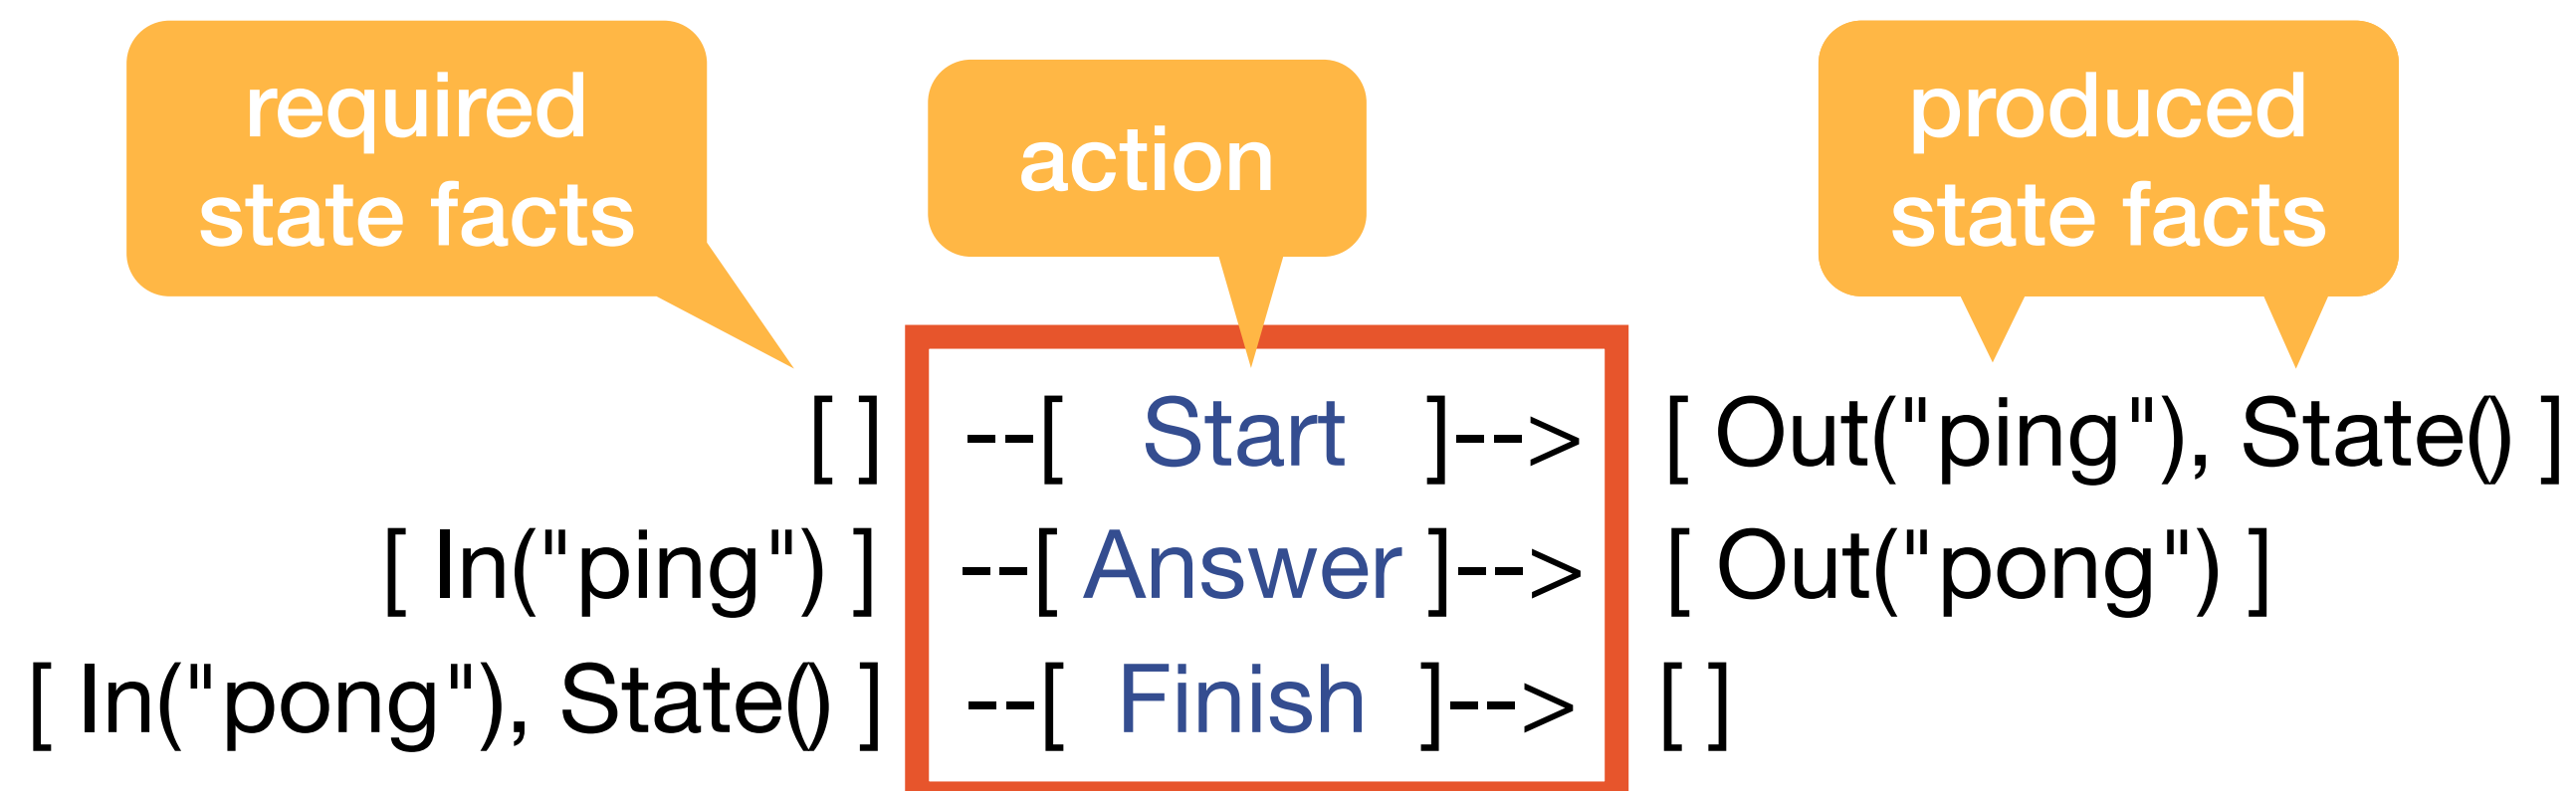 required
state facts
action
produced
state facts
[ ] --[ Start ]--> [ Out("ping"), State() ]
[ In("ping") ] --[ Answer ]--> [ Out("pong") ]
[ In("pong"), State() ] --[ Finish ]--> [ ]